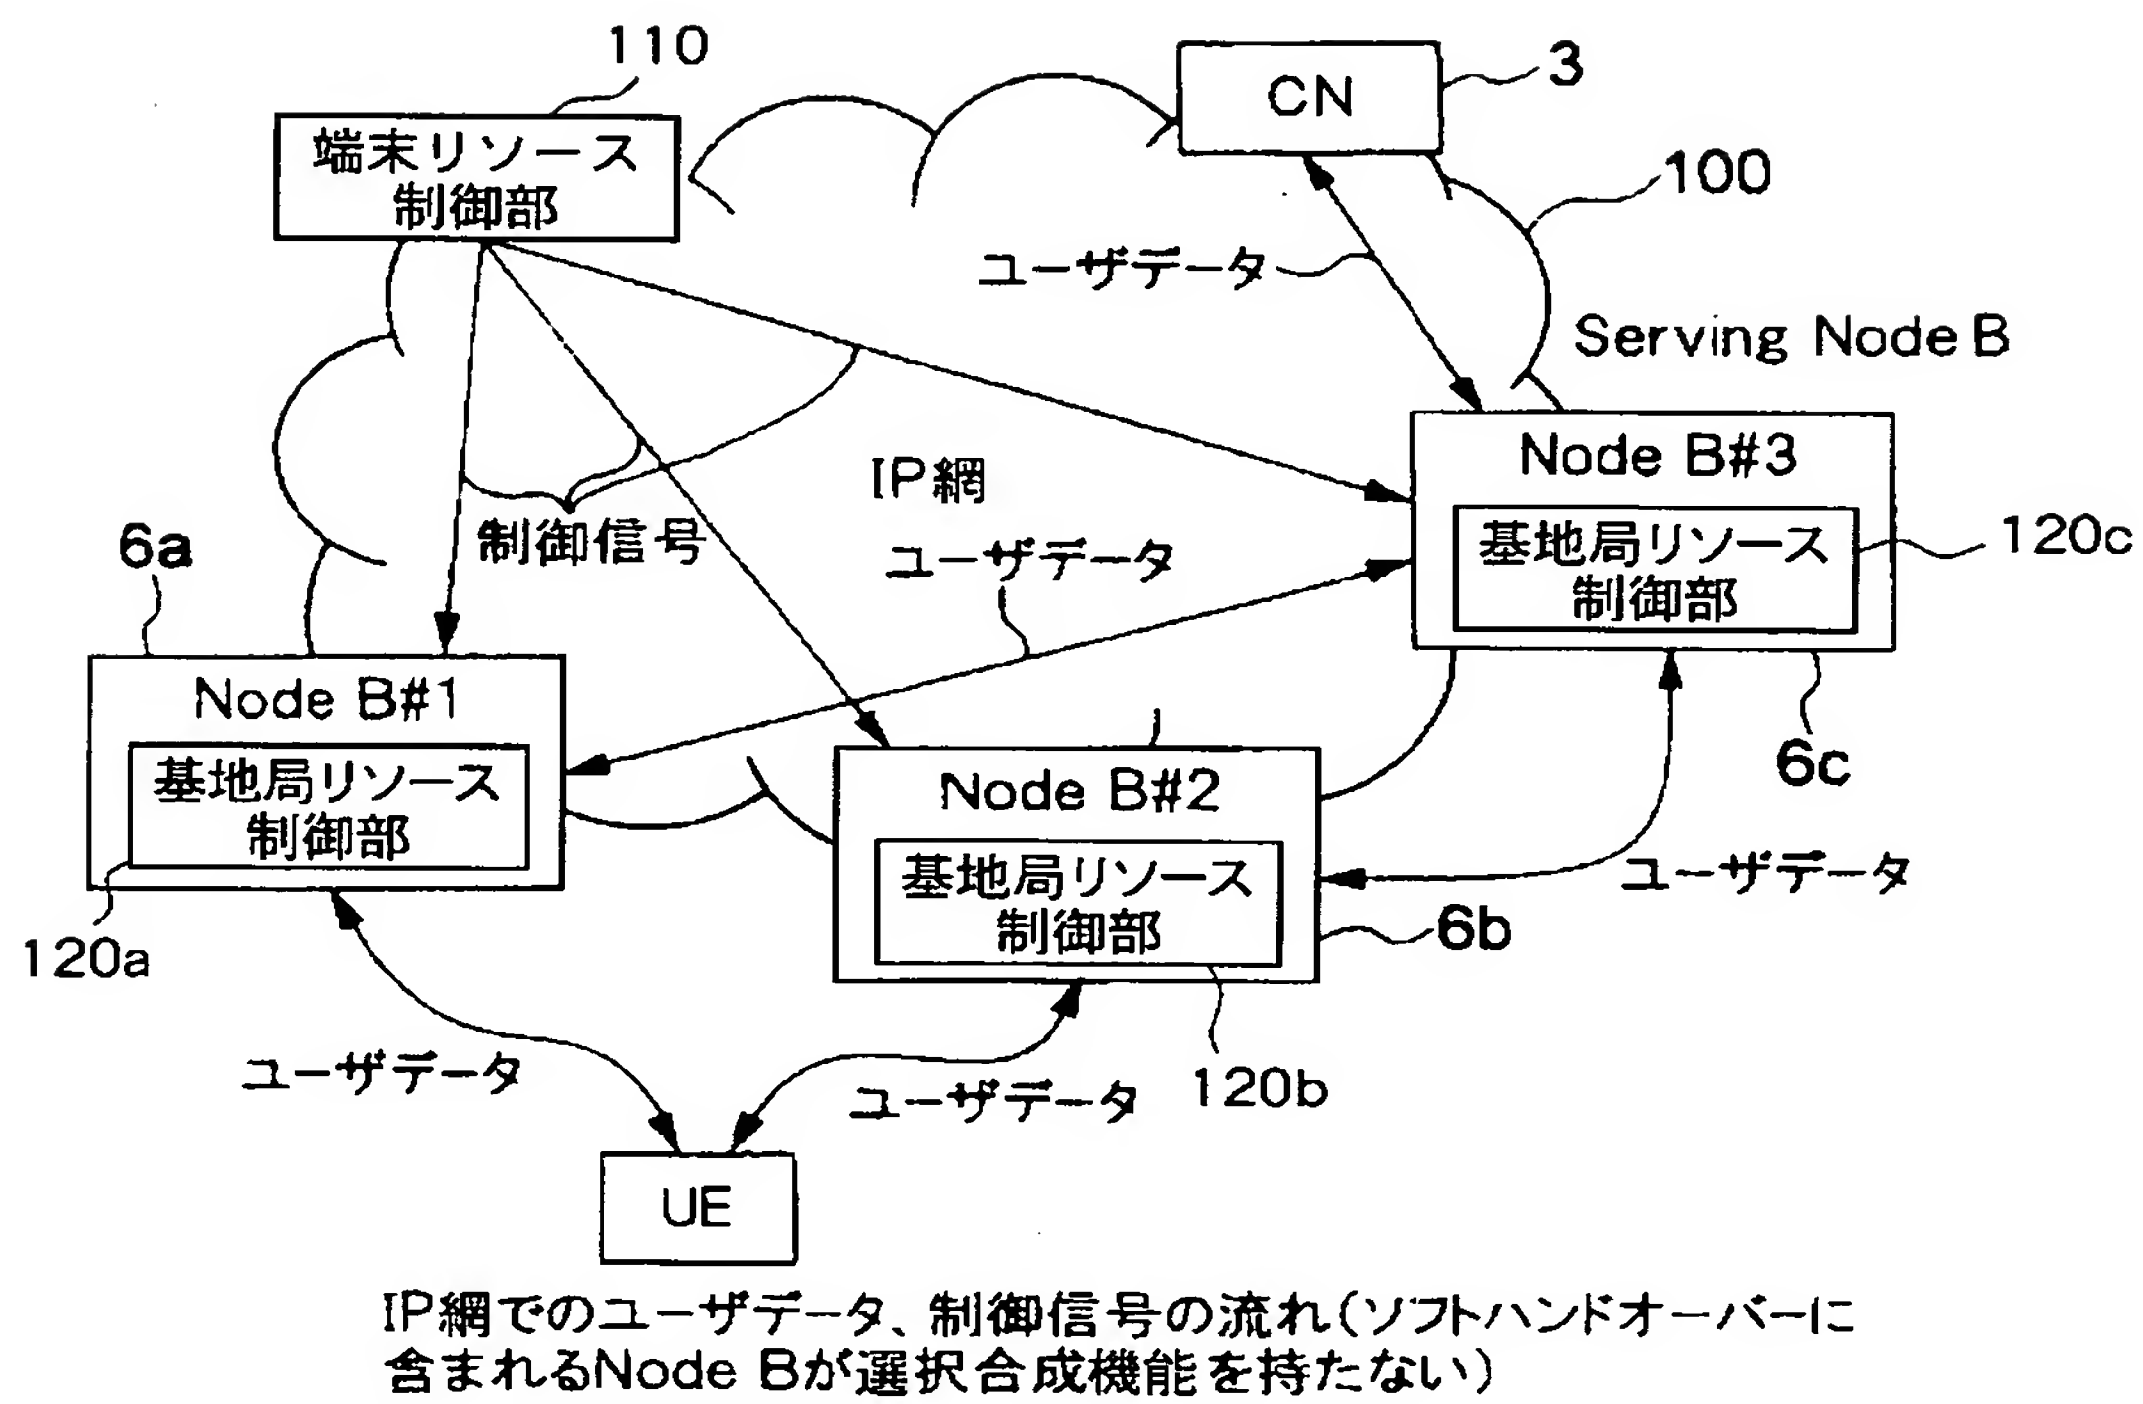 110
端末リソース
制御部
CN
3
100
ユーザデータ
Serving Node B
制御信号
IP網
ユーザデータ
Node B#3
基地局リソース
制御部
120c
6c
6a
Node B#1
基地局リソース
制御部
120a
Node B#2
基地局リソース
制御部
6b
120b
ユーザデータ
ユーザデータ
ユーザデータ
UE
IP網でのユーザデータ、制御信号の流れ(ソフトハンドオーバーに
含まれるNode Bが選択合成機能を持たない)